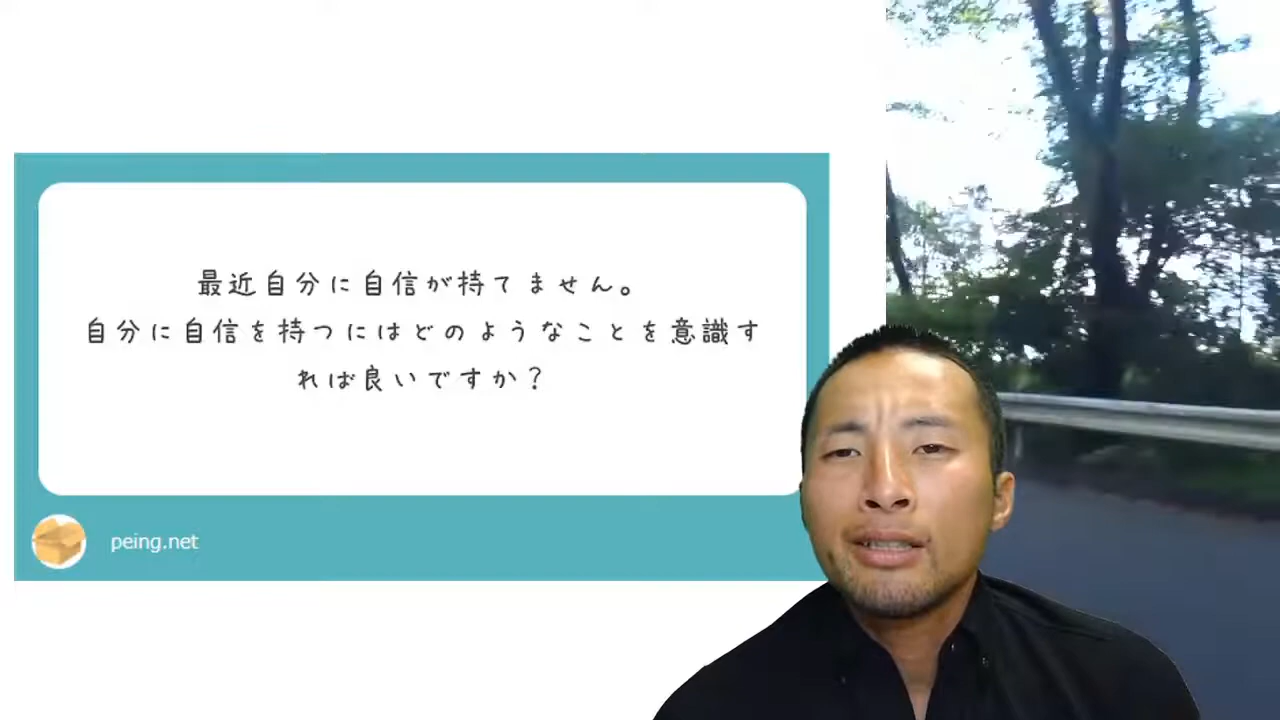 最近自分に自信が持てません。
自分に自信を持つにはどのようなことを意識す
れば良いですか？
peing.net